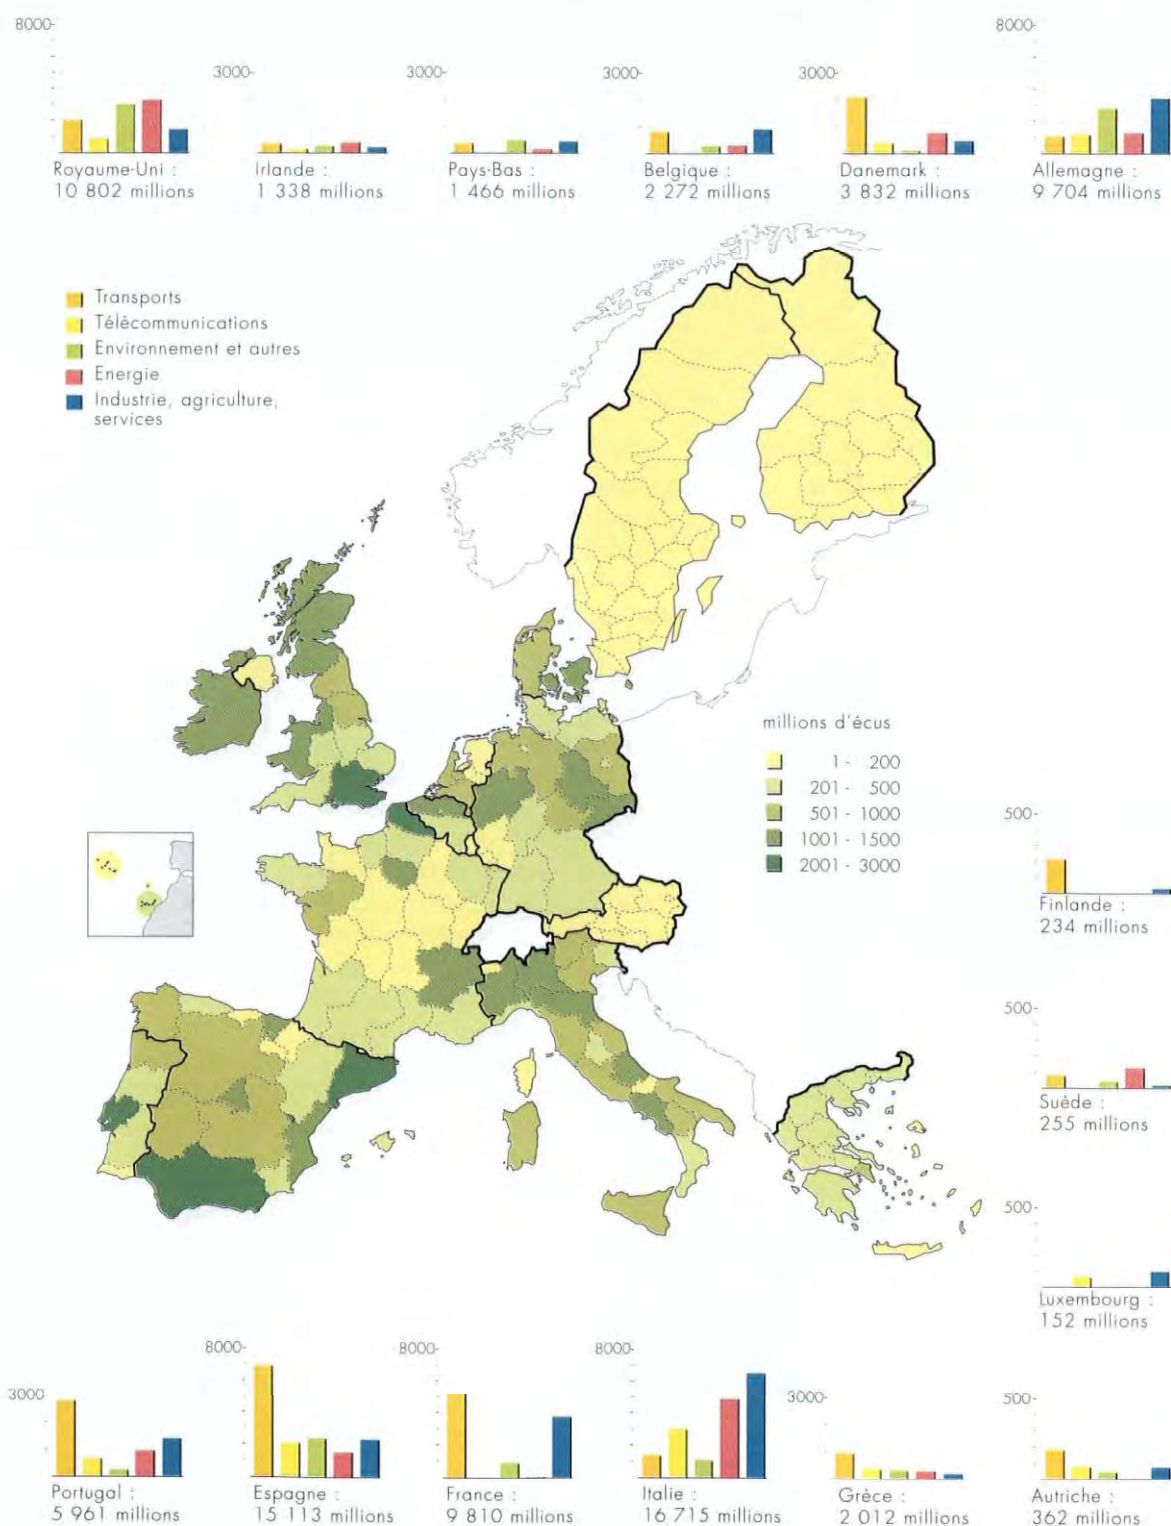 8000-
3000-
3000-
3000-
3000-
8000-
Royaume-Uni :
10 802 millions
Irlande :
1 338 millions
Pays-Bas :
1 466 millions
Belgique :
2 272 millions
Danemark :
3 832 millions
Allemagne :
9 704 millions
Transports
Télécommunications
Environnement et autres
Energie
Industrie, agriculture,
services
millions d'écus
1 - 200
201 - 500
501 - 1000
1001 - 1500
2001 - 3000
500-
Finlande :
234 millions
500-
Suède :
255 millions
500-
Luxembourg :
152 millions
3000
8000-
8000-
8000-
3000-
500-
Portugal :
5 961 millions
Espagne :
15 113 millions
France :
9 810 millions
Italie :
16 715 millions
Grèce :
2 012 millions
Autriche :
362 millions